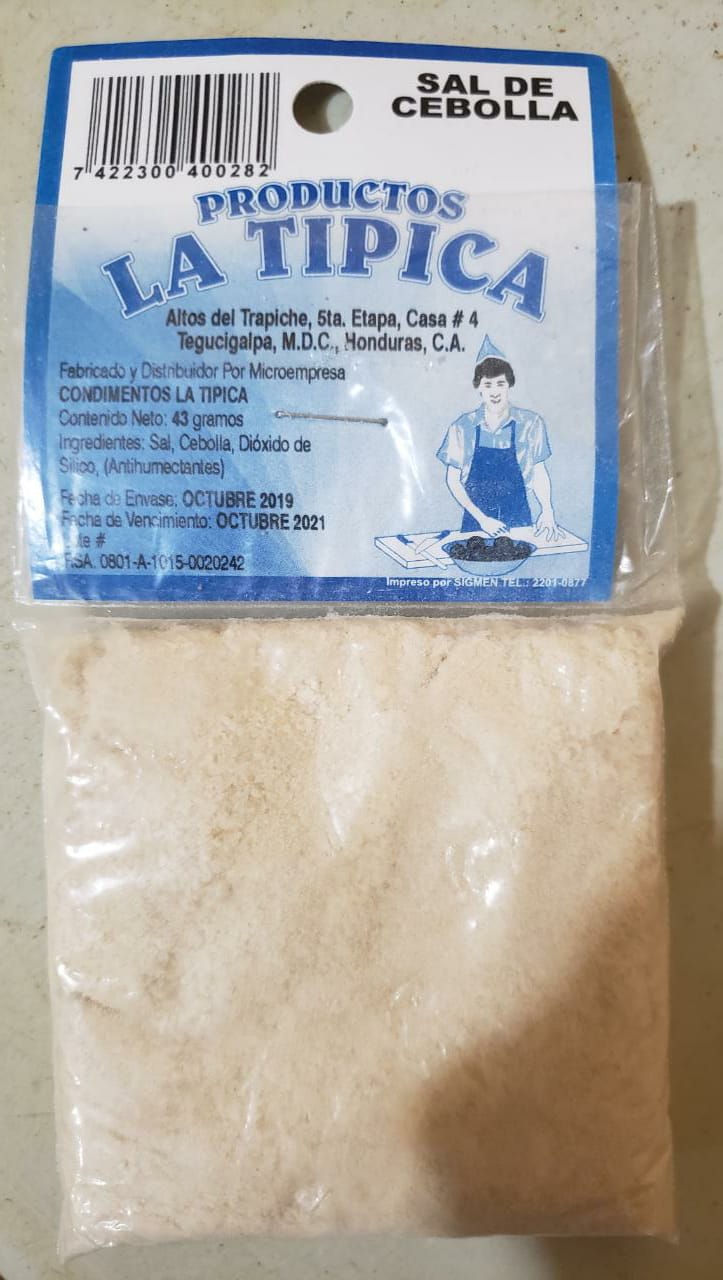 SAL DE
CEBOLLA
7 422300 400282
PRODUCTOS
LA TIPICA
Altos del Trapiche, 5ta. Etapa, Casa # 4
Tegucigalpa, M.D.C., Honduras, C.A.
Fabricado y Distribuidor Por Microempresa
CONDIMENTOS LA TIPICA
Contenido Neto: 43 gramos
Ingredientes: Sal, Cebolla, Dióxido de
Silico, (Antihumectantes)
Fecha de Envase: OCTUBRE 2019
Fecha de Vencimiento: OCTUBRE 2021
#
R.SA. 0801-A-1015-0020242
Impreso por SIGMEN TEL.: 2201-0877